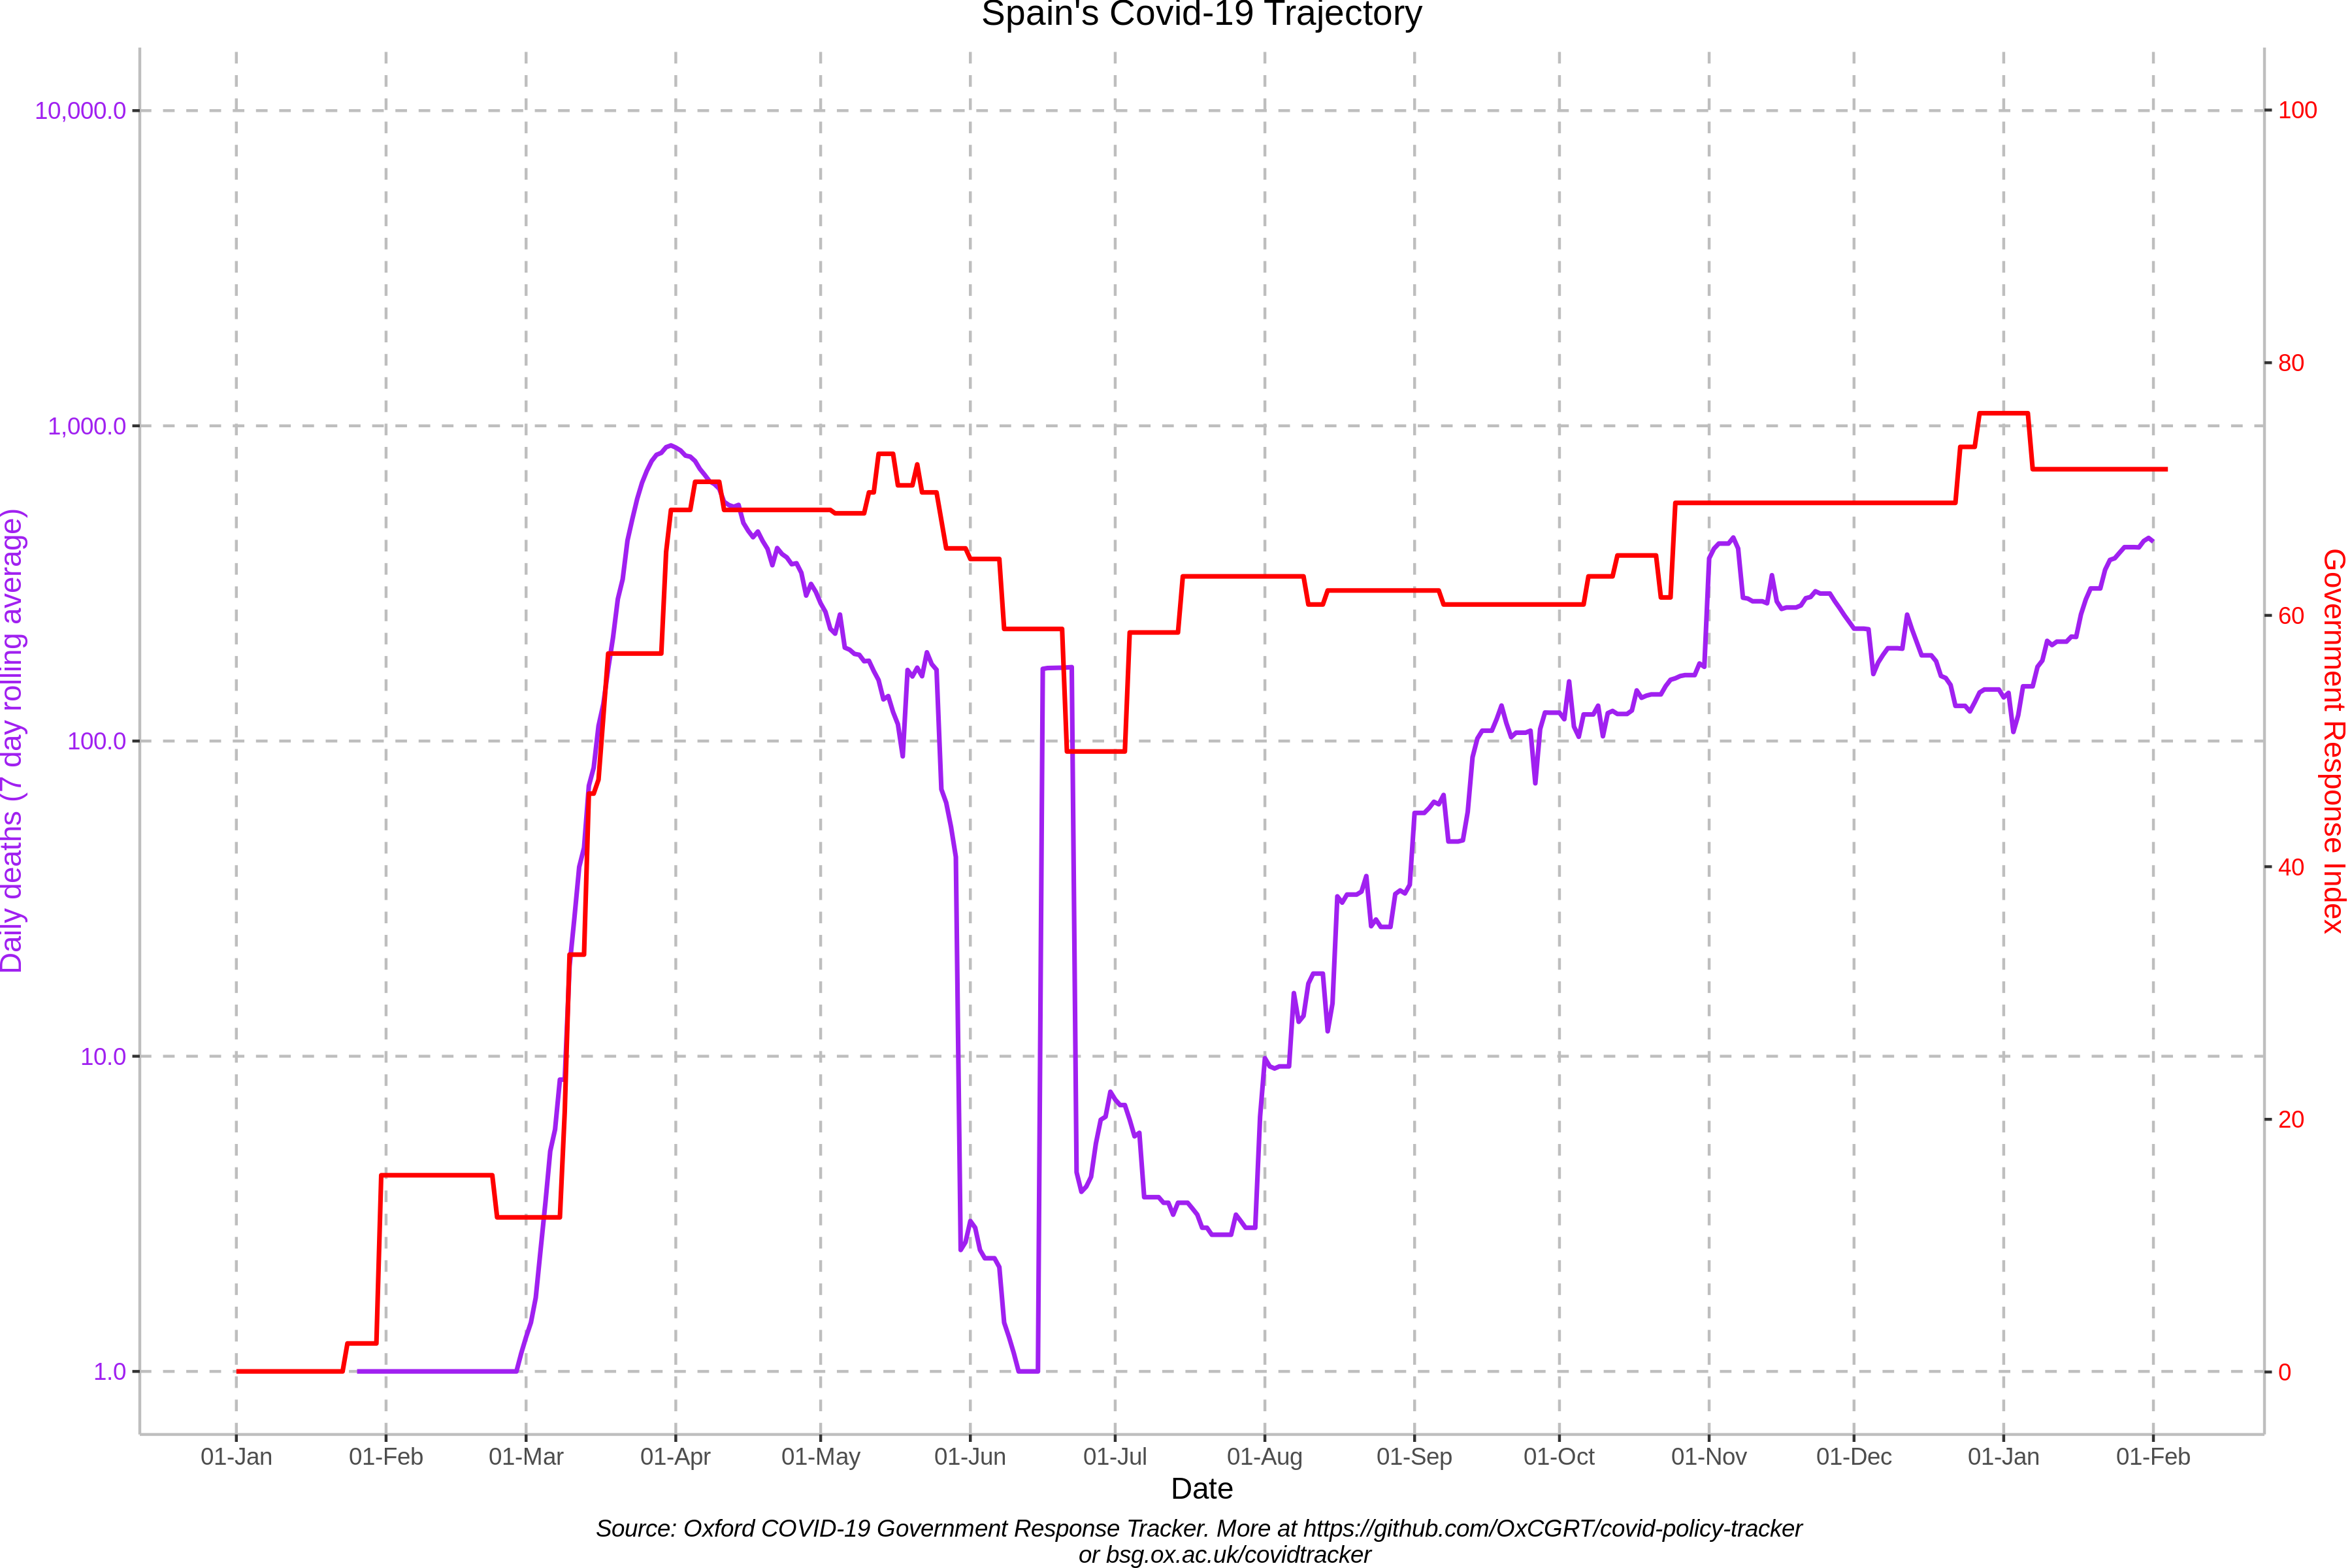 Spain's Covid-19 Trajectory
10,000.0
1,000.0
100.0
10.0
1.0
Daily deaths (7 day rolling average)
100
80
60
40
20
0
Government Response Index
01-Jan 01-Feb 01-Mar 01-Apr 01-May 01-Jun 01-Jul 01-Aug 01-Sep 01-Oct 01-Nov 01-Dec 01-Jan 01-Feb
Date
Source: Oxford COVID-19 Government Response Tracker. More at https://github.com/OxCGRT/covid-policy-tracker
or bsg.ox.ac.uk/covidtracker